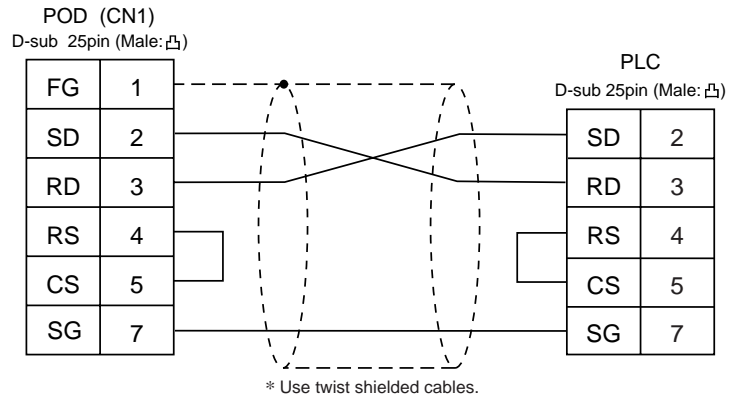 POD (CN1)
D-sub 25pin (Male: 凸)
FG 1
SD 2
RD 3
RS 4
CS 5
SG 7
PLC
D-sub 25pin (Male: 凸)
SD 2
RD 3
RS 4
CS 5
SG 7
* Use twist shielded cables.